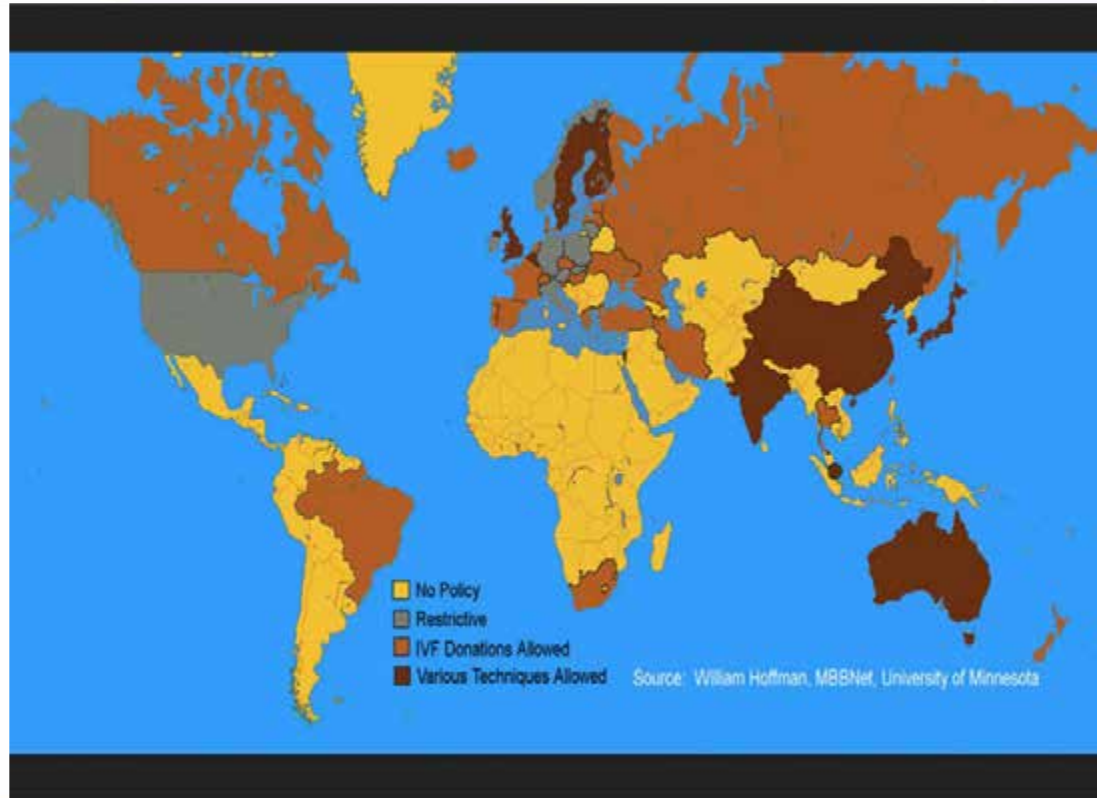 No Policy
Restrictive
IVF Donations Allowed
Various Techniques Allowed
Source: William Hoffman, MBBNet, University of Minnesota